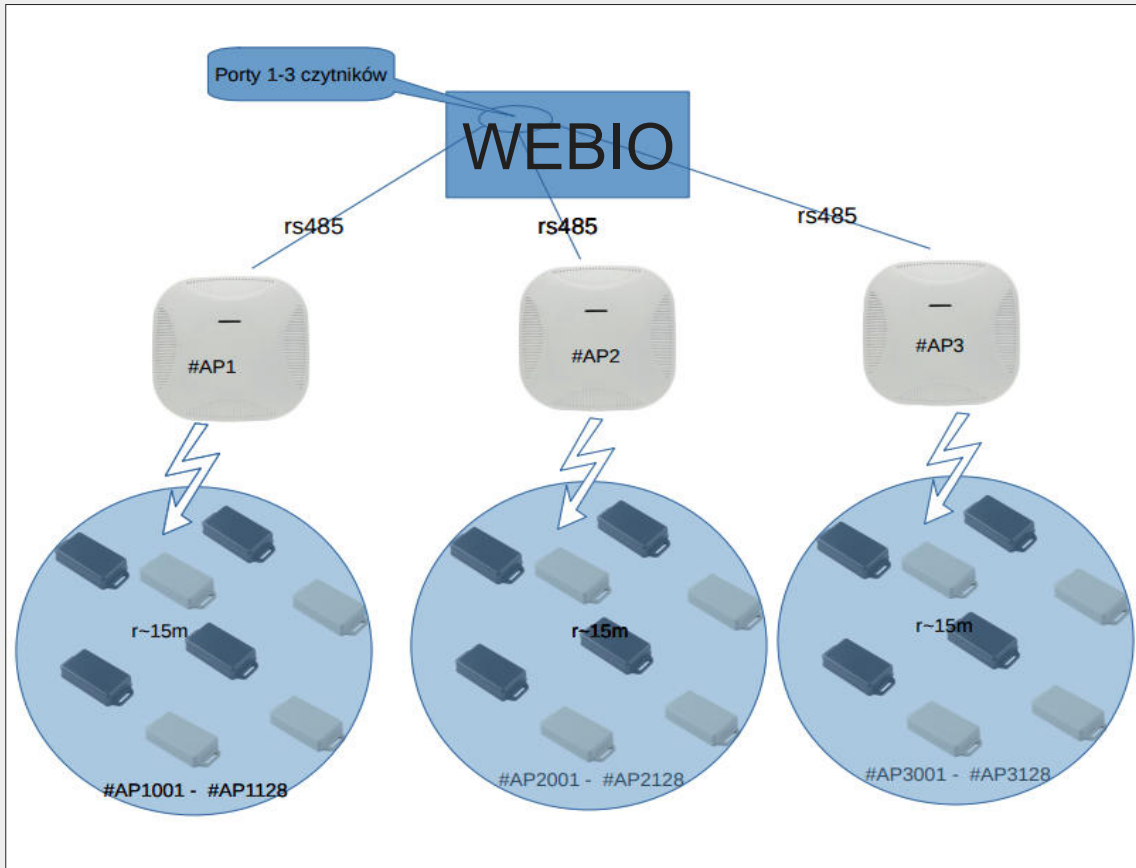 Porty 1-3 czytników
WEBIO
rs485
rs485
rs485
#AP1
#AP2
#AP3
r~15m
r~15m
r~15m
#AP1001 - #AP1128
#AP2001 - #AP2128
#AP3001 - #AP3128